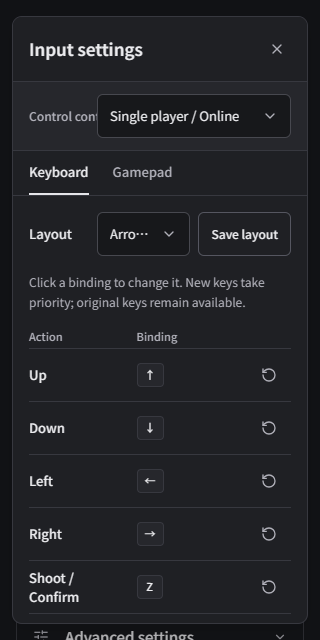 Input settings
Control con
Single player / Online
Keyboard Gamepad
Layout Arro··· Save layout
Click a binding to change it. New keys take
priority; original keys remain available.
Action Binding
Up ↑
Down ↓
Left ←
Right →
Shoot /
Confirm Z
Advanced settings